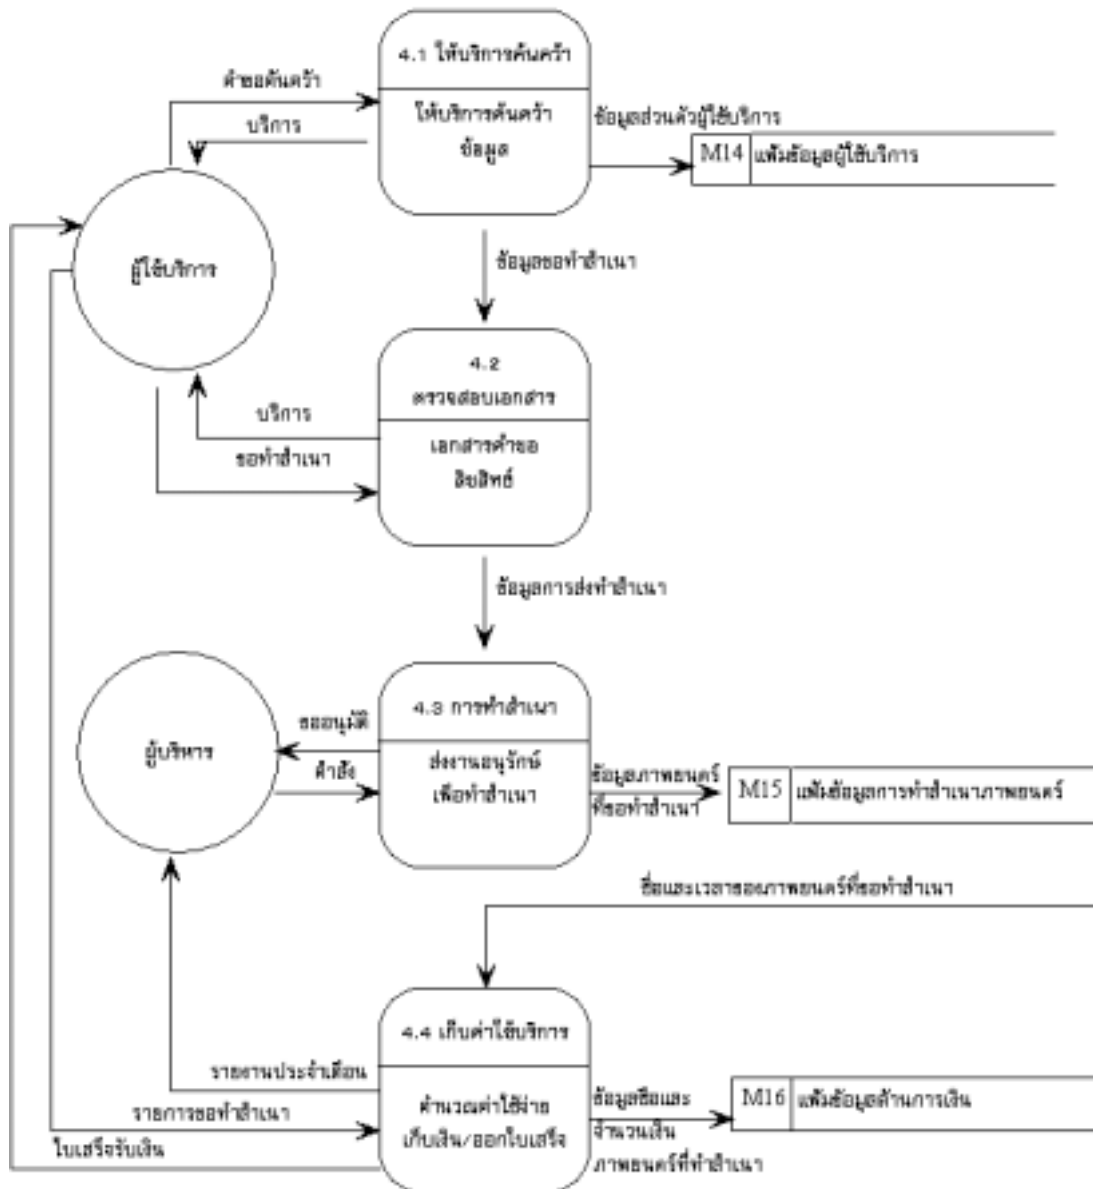 4.1 ให้บริการค้นคว้า
คำขอค้นคว้า
ให้บริการค้นคว้า
ข้อมูล
บริการ
ข้อมูลส่วนตัวผู้ใช้บริการ
M14 แฟ้มข้อมูลผู้ใช้บริการ
ผู้ใช้บริการ
ข้อมูลขอทำสำเนา
4.2
ตรวจสอบเอกสาร
บริการ
ขอทำสำเนา
เอกสารคำขอ
ลิขสิทธิ์
ข้อมูลการส่งทำสำเนา
4.3 การทำสำเนา
ผู้บริหาร
ขออนุมัติ
คำสั่ง
ส่งงานอนุรักษ์
เพื่อทำสำเนา
ข้อมูลภาพยนตร์
ที่ขอทำสำเนา
M15 แฟ้มข้อมูลการทำสำเนาภาพยนตร์
ชื่อและเวลาของภาพยนตร์ที่ขอทำสำเนา
4.4 เก็บค่าใช้บริการ
รายงานประจำเดือน
รายการขอทำสำเนา
ใบเสร็จรับเงิน
คำนวณค่าใช้จ่าย
เก็บเงิน/ออกใบเสร็จ
ข้อมูลชื่อและ
จำนวนเงิน
ภาพยนตร์ที่ทำสำเนา
M16 แฟ้มข้อมูลด้านการเงิน